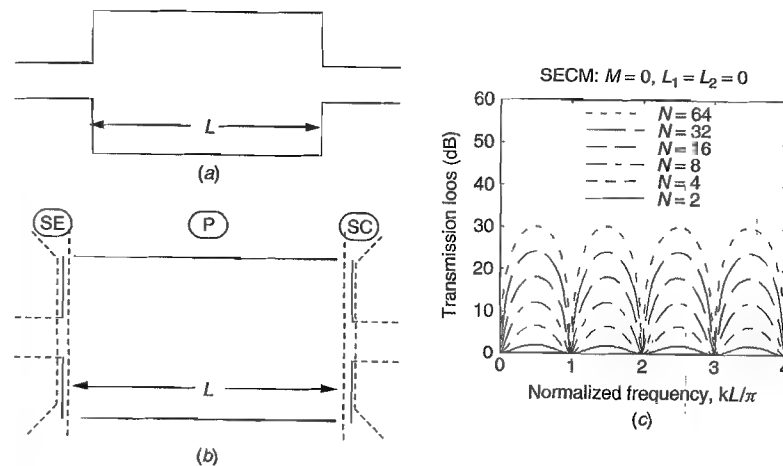 L
(a)
SE
P
SC
L
(b)
SECM: M = 0, L1 = L2 = 0
Transmission loos (dB)
60
50
40
30
20
10
0
N = 64
N = 32
N = 16
N = 8
N = 4
N = 2
0 1 2 3 4
Normalized frequency, kL/π
(c)